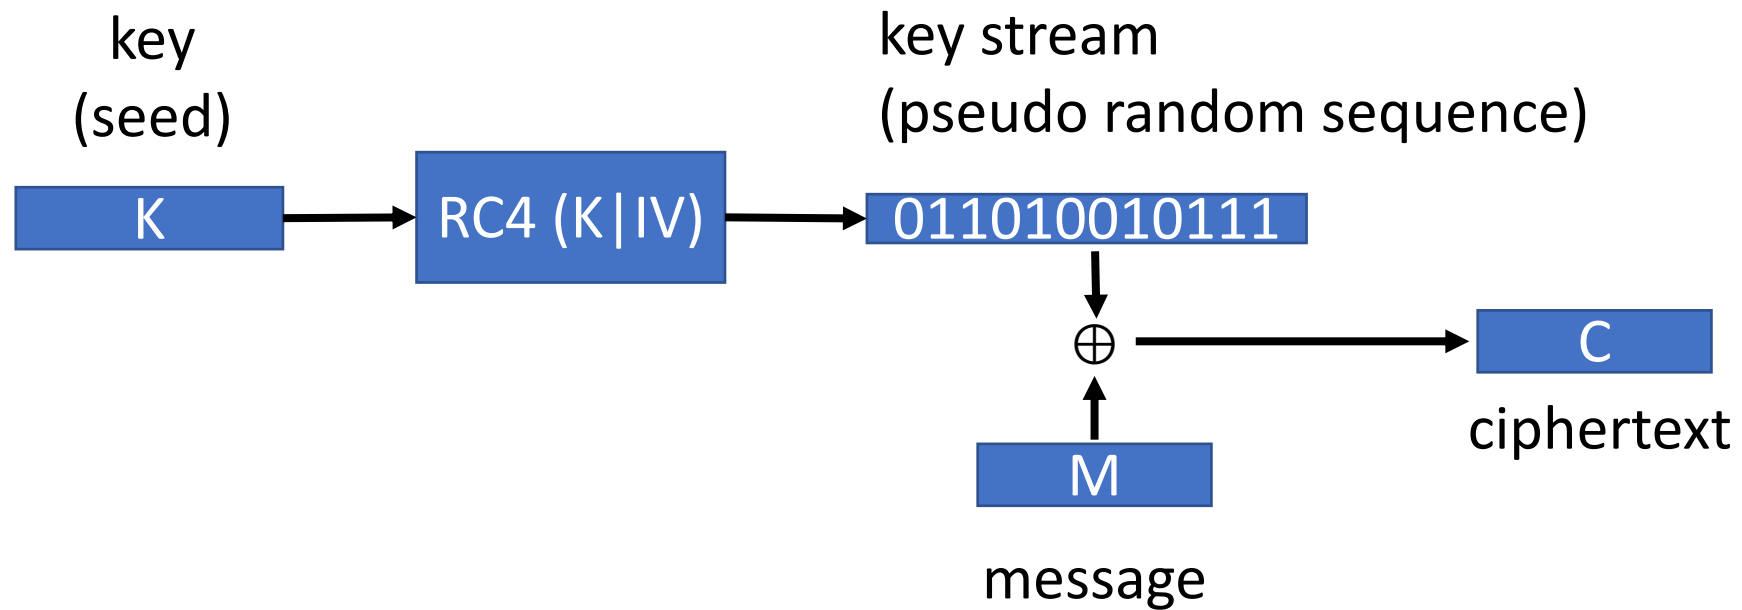 key
(seed)
key stream
(pseudo random sequence)
K
RC4 (K|IV)
011010010111
⊕
C
ciphertext
M
message